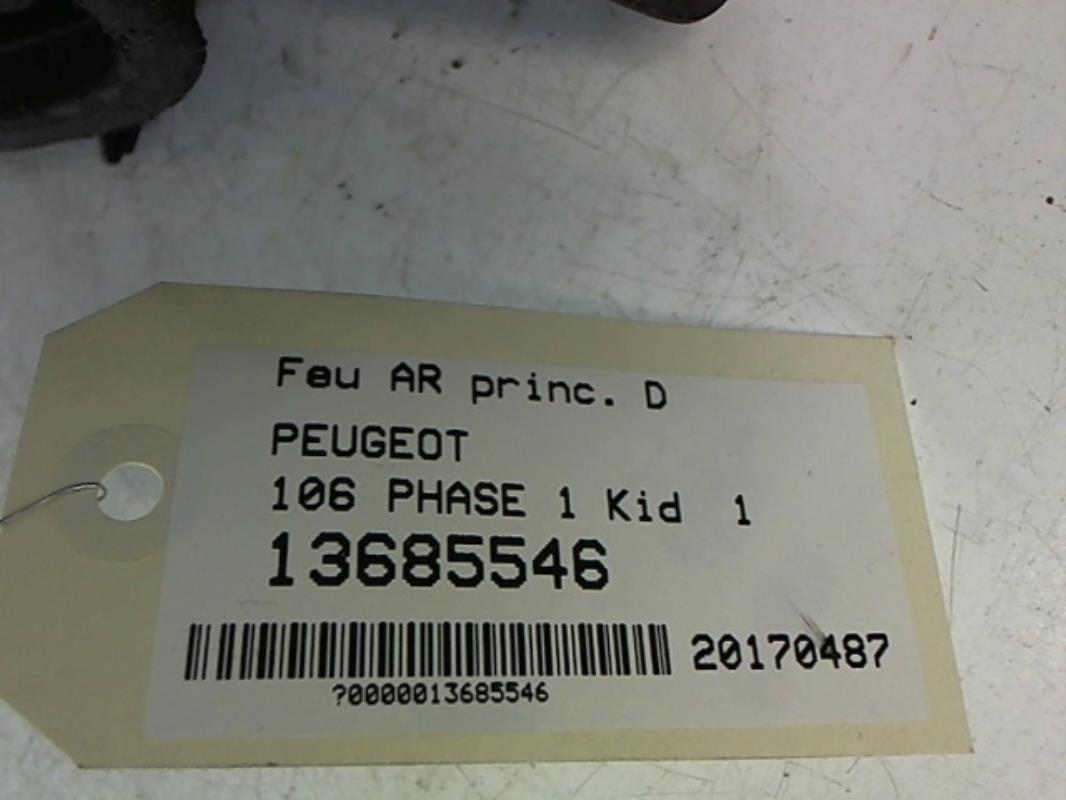 Feu AR princ. D
PEUGEOT
106 PHASE 1 Kid 1
13685546
20170487
?0000013685546